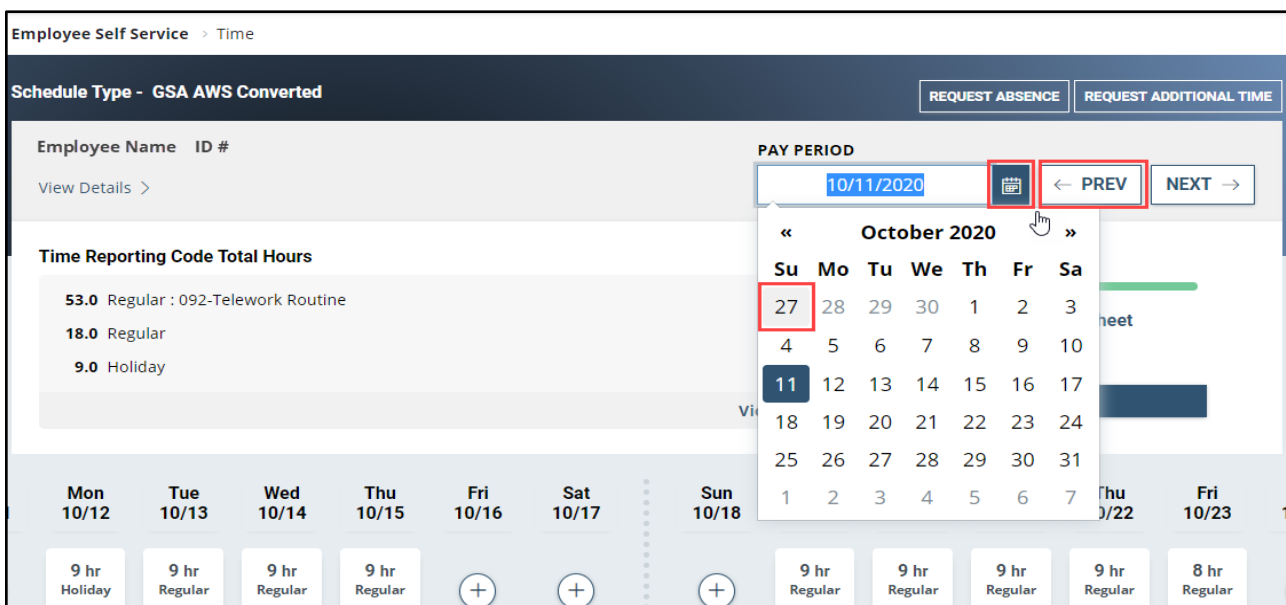 Employee Self Service > Time
Schedule Type - GSA AWS Converted
REQUEST ABSENCE
REQUEST ADDITIONAL TIME
Employee Name ID #
View Details >
PAY PERIOD
10/11/2020
← PREV
NEXT →
« October 2020 »
Su Mo Tu We Th Fr Sa
27 28 29 30 1 2 3
4 5 6 7 8 9 10
11 12 13 14 15 16 17
18 19 20 21 22 23 24
25 26 27 28 29 30 31
1 2 3 4 5 6 7
Time Reporting Code Total Hours
53.0 Regular : 092-Telework Routine
18.0 Regular
9.0 Holiday
Mon Tue Wed Thu Fri Sat Sun Fri
10/12 10/13 10/14 10/15 10/16 10/17 10/18 10/23
9 hr 9 hr 9 hr 9 hr + + + 9 hr 9 hr 9 hr 9 hr 8 hr
Holiday Regular Regular Regular Regular Regular Regular Regular Regular